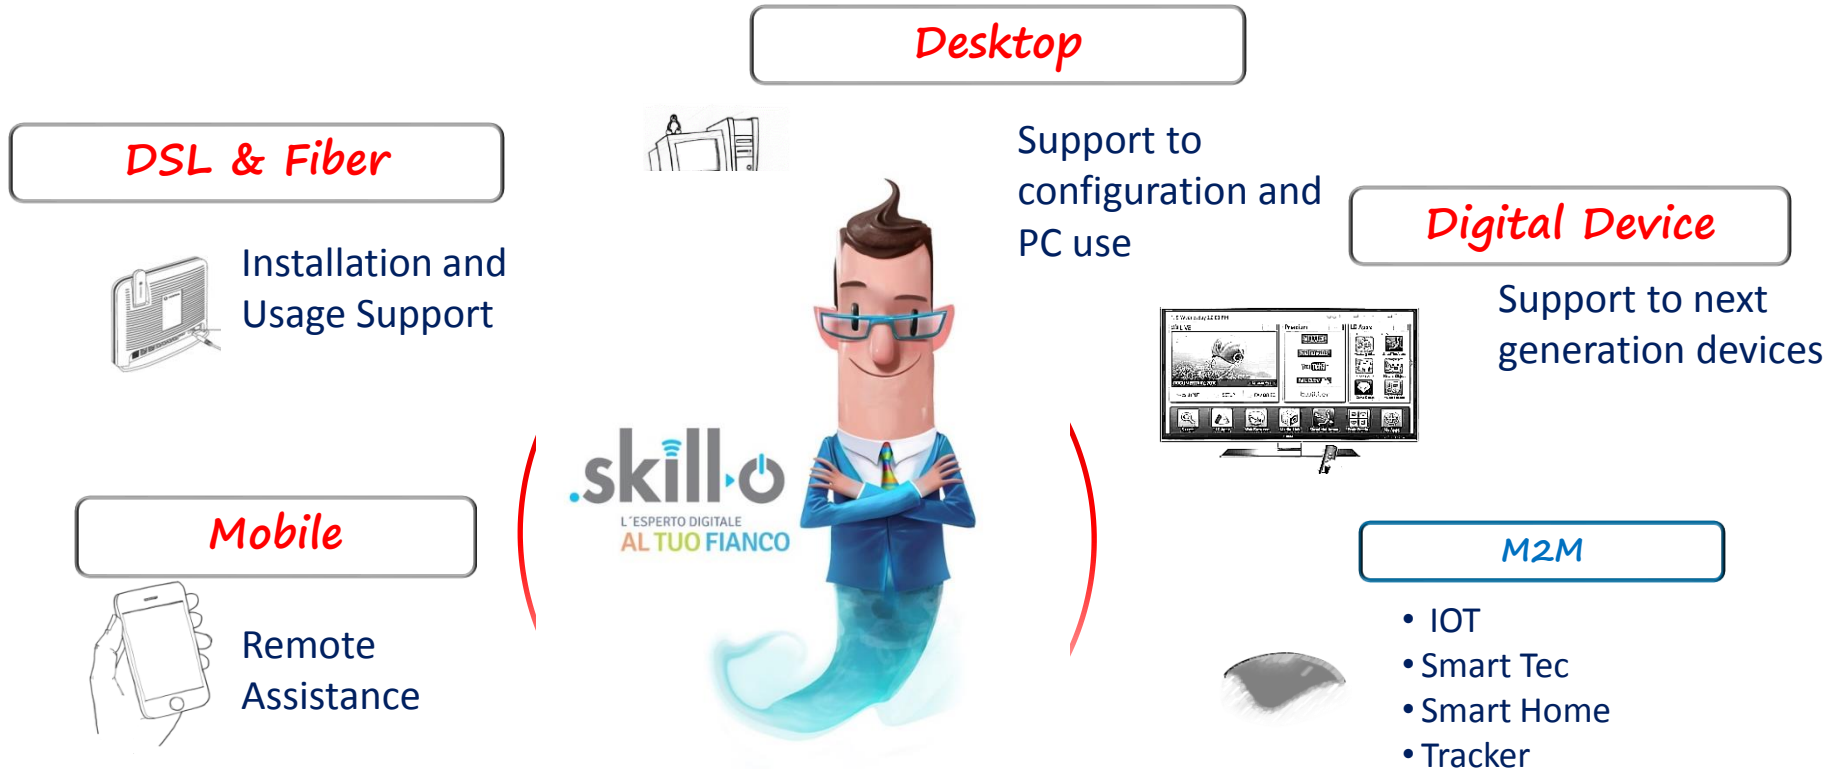 Desktop
DSL & Fiber
Support to
configuration and
PC use
Digital Device
Installation and
Usage Support
Support to next
generation devices
Premium
.skill·o
L'ESPERTO DIGITALE
AL TUO FIANCO
Mobile
Remote
Assistance
M2M
• IOT
• Smart Tec
• Smart Home
• Tracker